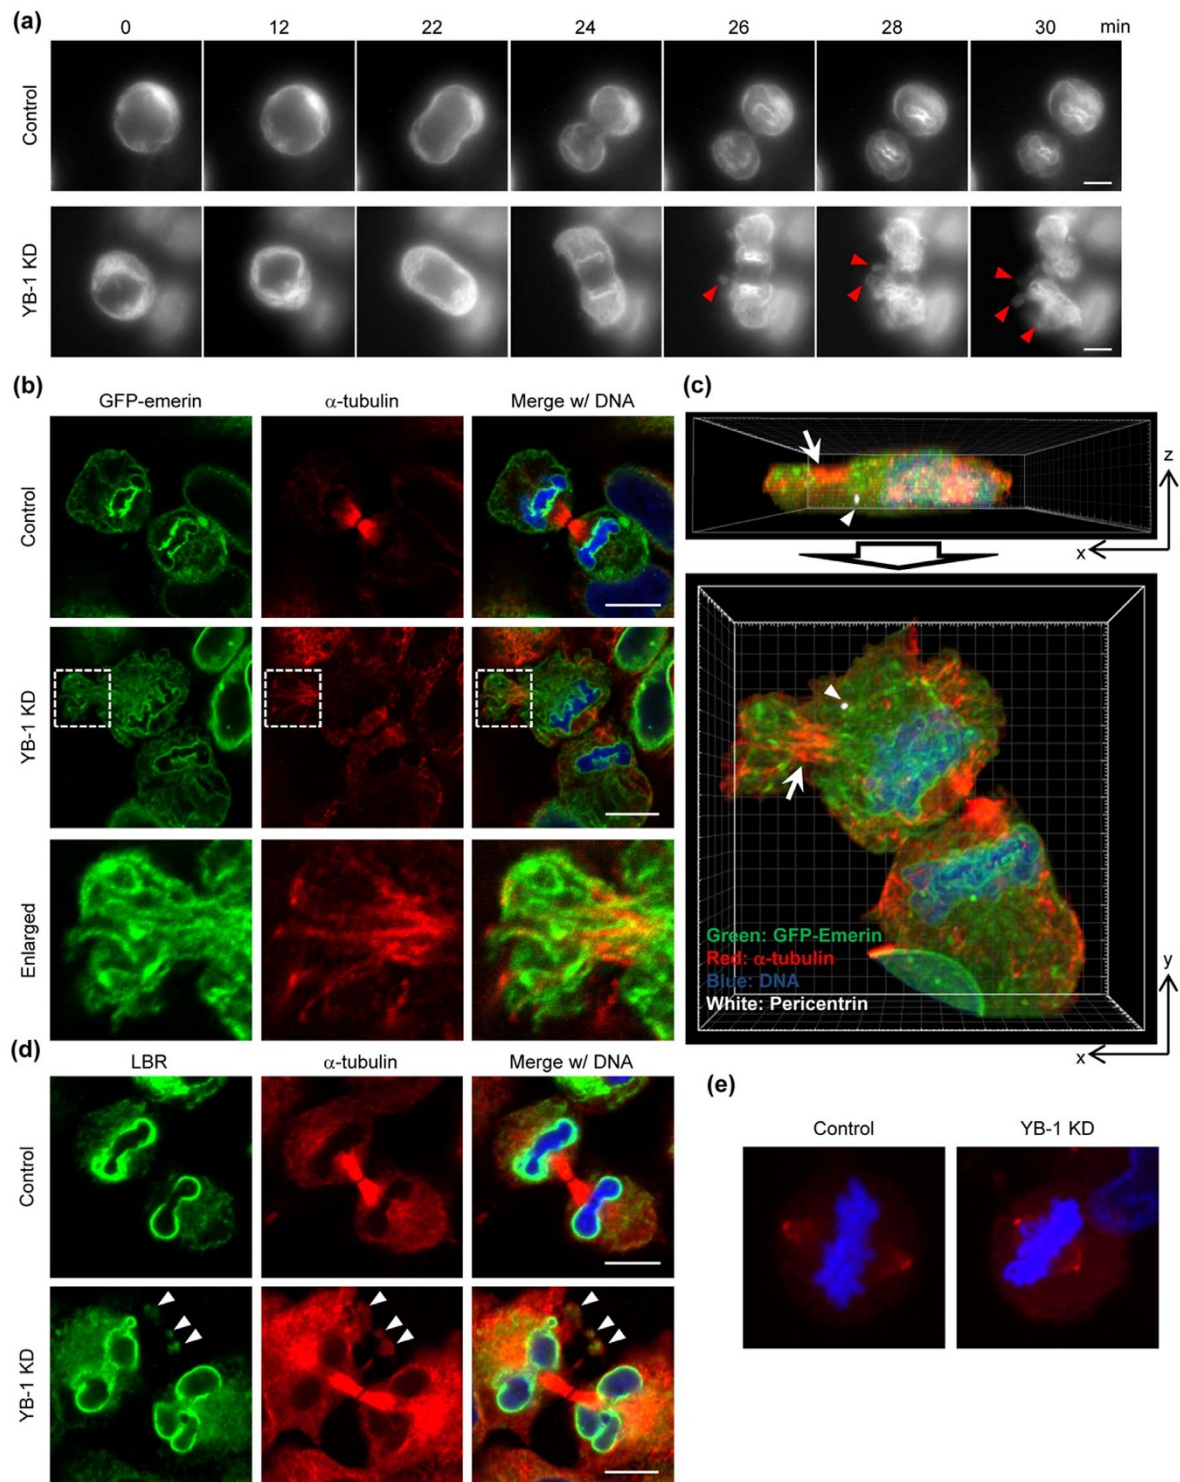 (a)
0 12 22 24 26 28 30 min
Control
YB-1 KD
(b)
GFP-emerin α-tubulin Merge w/ DNA
Control
YB-1 KD
Enlarged
(c)
z
x
Green: GFP-Emerin
Red: α-tubulin
Blue: DNA
White: Pericentrin
y
x
(d)
LBR α-tubulin Merge w/ DNA
Control
YB-1 KD
(e)
Control YB-1 KD